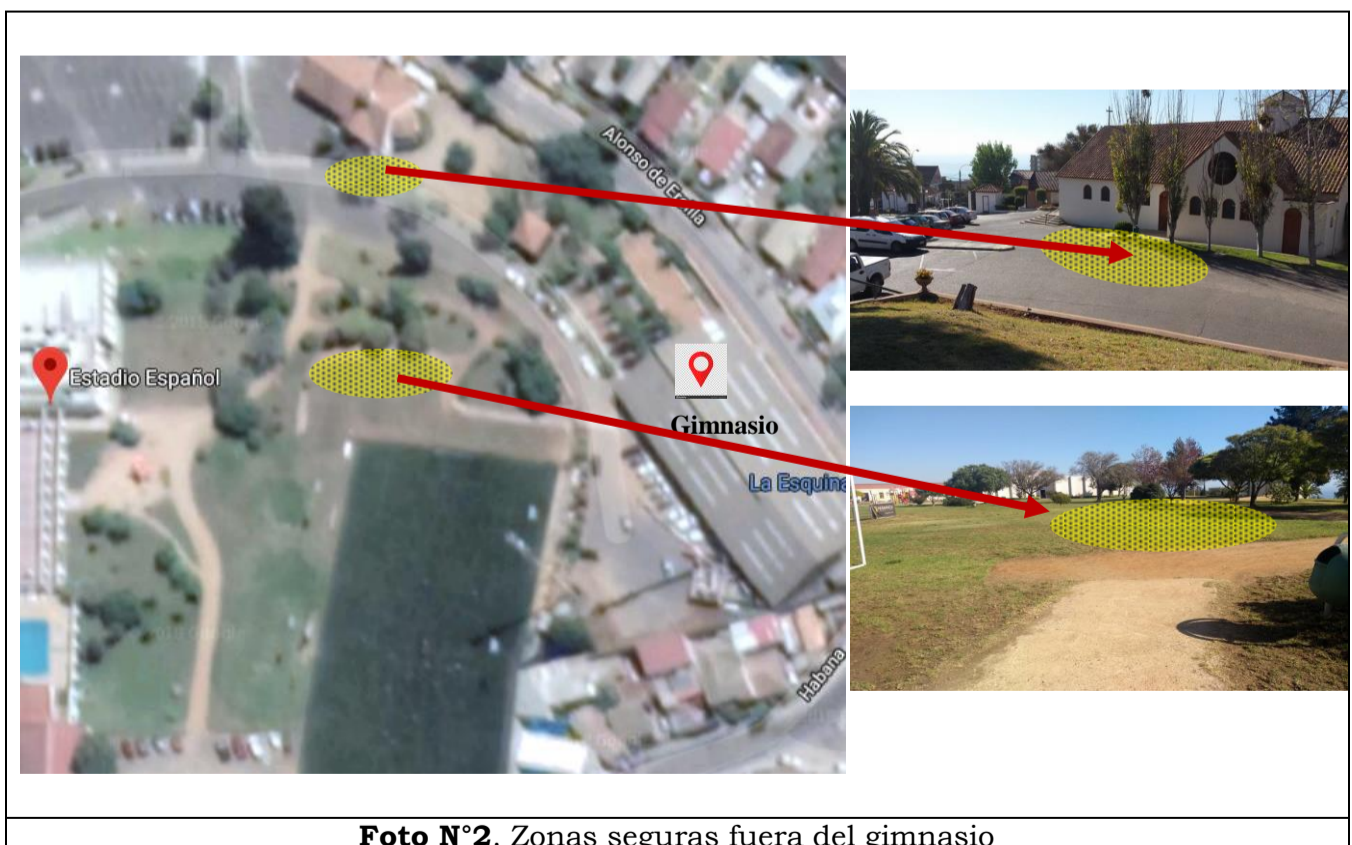 Alonso de Ercilla
Estadio Español
Gimnasio
La Esquina
Habana
Foto N°2. Zonas seguras fuera del gimnasio